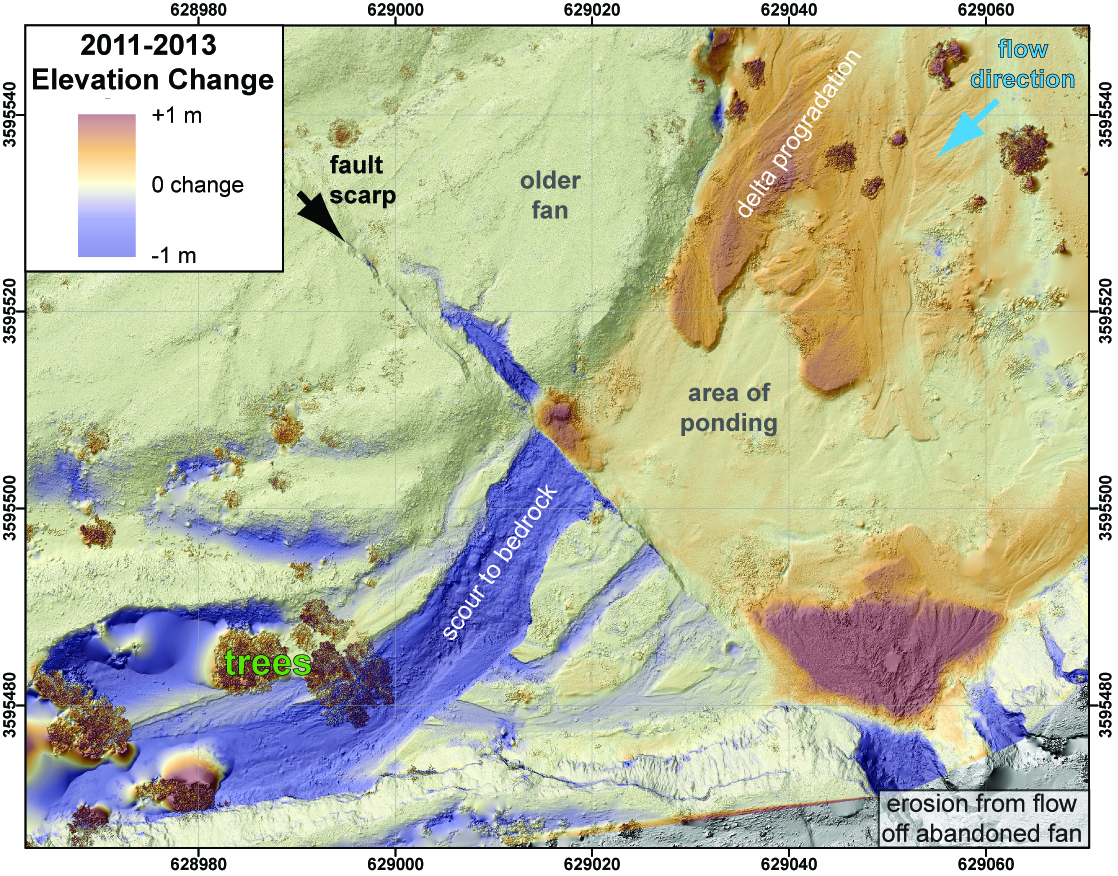 628980 629000 629020 629040 629060
2011-2013
Elevation Change
+1 m
0 change
-1 m
flow
direction
3595540 3595540
delta progradation
fault
scarp
older
fan
3595520 3595520
area of
ponding
3595500 3595500
scour to bedrock
trees
3595480 3595480
erosion from flow
off abandoned fan
628980 629000 629020 629040 629060